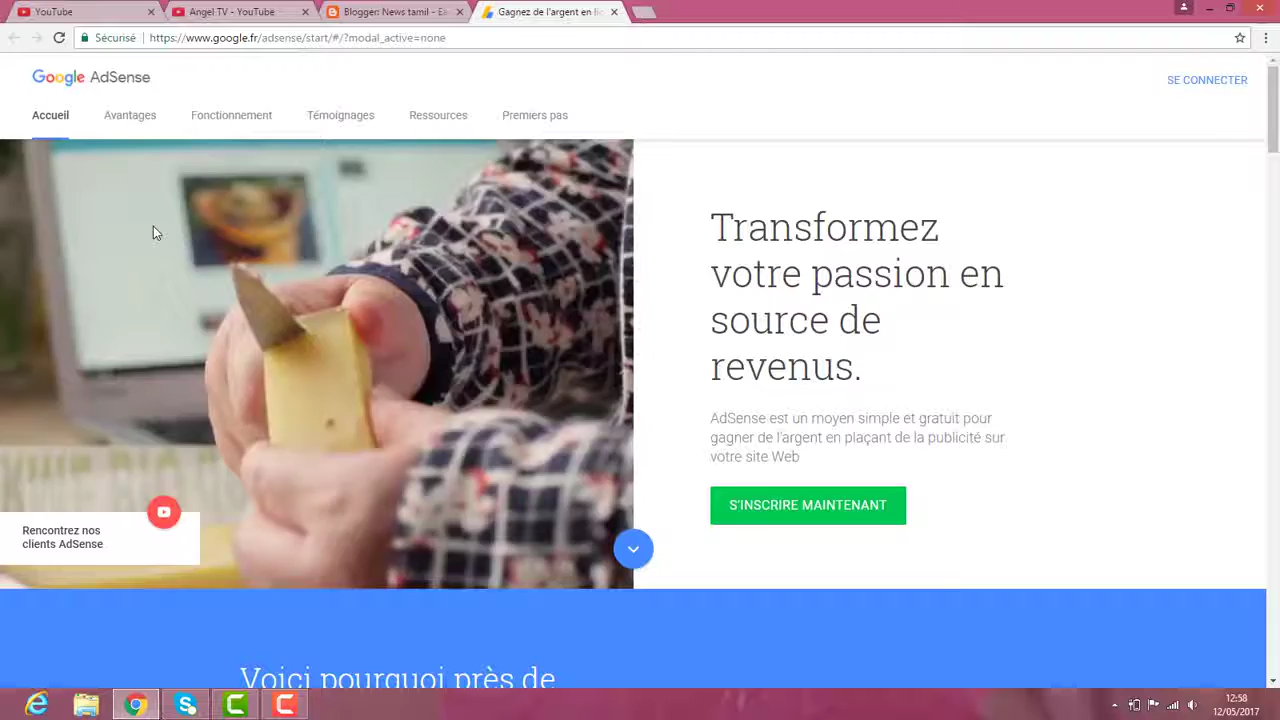 YouTube
Angel TV - YouTube
Blogger: News tamil - 
Gagnez de l'argent en 
Sécurisé
https://www.google.fr/adsense/start/#/?modal_active=none
Google AdSense
SE CONNECTER
Accueil
Avantages
Fonctionnement
Témoignages
Ressources
Premiers pas
Transformez
votre passion en
source de
revenus.
AdSense est un moyen simple et gratuit pour
gagner de l'argent en plaçant de la publicité sur
votre site Web
S'INSCRIRE MAINTENANT
Rencontrez nos
clients AdSense
Voici pourquoi près de
12:58
12/05/2017